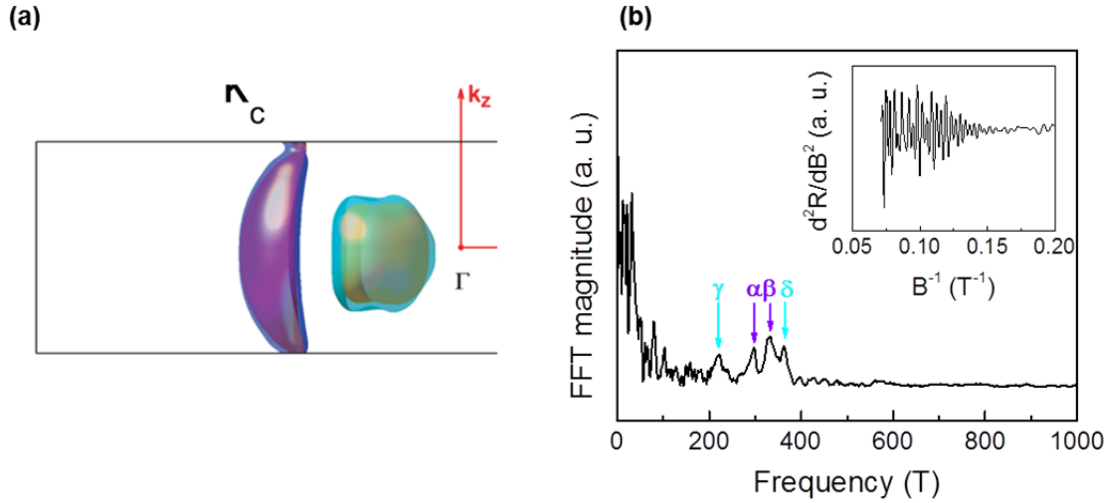 (a)
C
k_z
Γ
(b)
FFT magnitude (a. u.)
γ
αβ
δ
0
200
400
600
800
1000
Frequency (T)
d²R/dB² (a. u.)
0.05
0.10
0.15
0.20
B⁻¹ (T⁻¹)